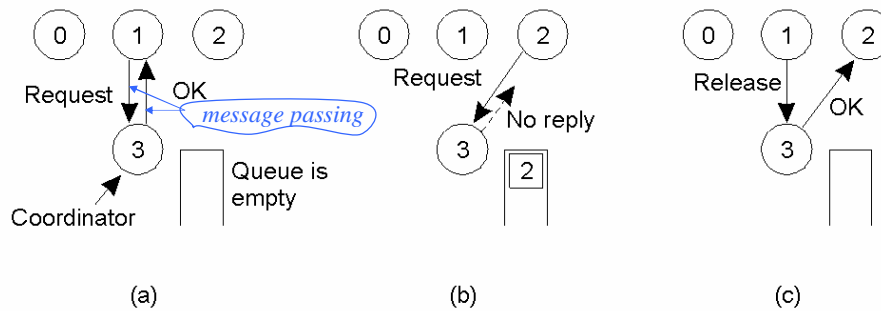 0
1
2
Request
OK
message passing
3
Coordinator
Queue is
empty
(a)
0
1
2
Request
No reply
3
2
(b)
0
1
2
Release
OK
3
(c)